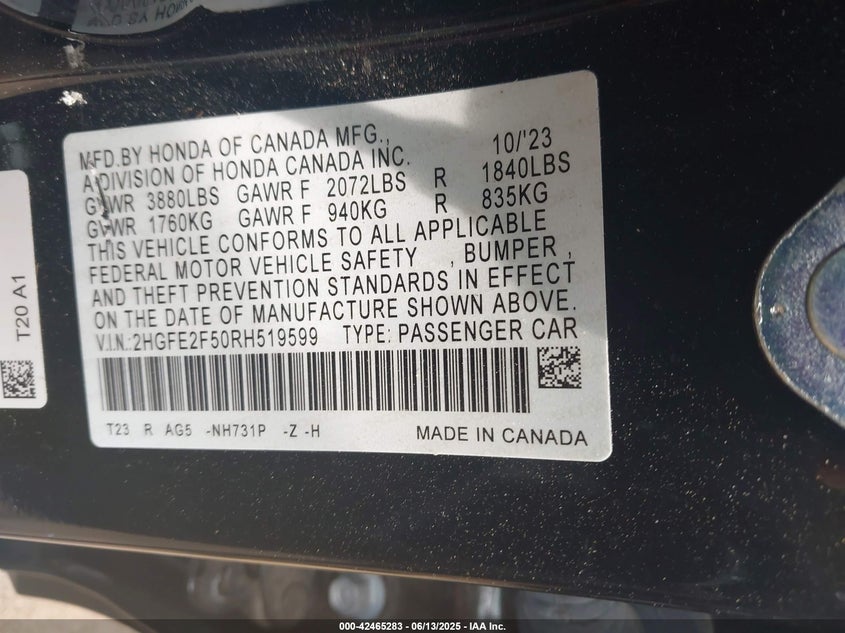 MFD.BY HONDA OF CANADA MFG., 10/'23
A DIVISION OF HONDA CANADA INC.
GVWR 3880LBS GAWR F 2072LBS R 1840LBS
GVWR 1760KG GAWR F 940KG R 835KG
THIS VEHICLE CONFORMS TO ALL APPLICABLE
FEDERAL MOTOR VEHICLE SAFETY , BUMPER ,
AND THEFT PREVENTION STANDARDS IN EFFECT
ON THE DATE OF MANUFACTURE SHOWN ABOVE.
V.I.N.:2HGFE2F50RH519599 TYPE: PASSENGER CAR
T23 R AG5 -NH731P -Z -H MADE IN CANADA
T20 A1
000-42465283 - 06/13/2025 - IAA Inc.